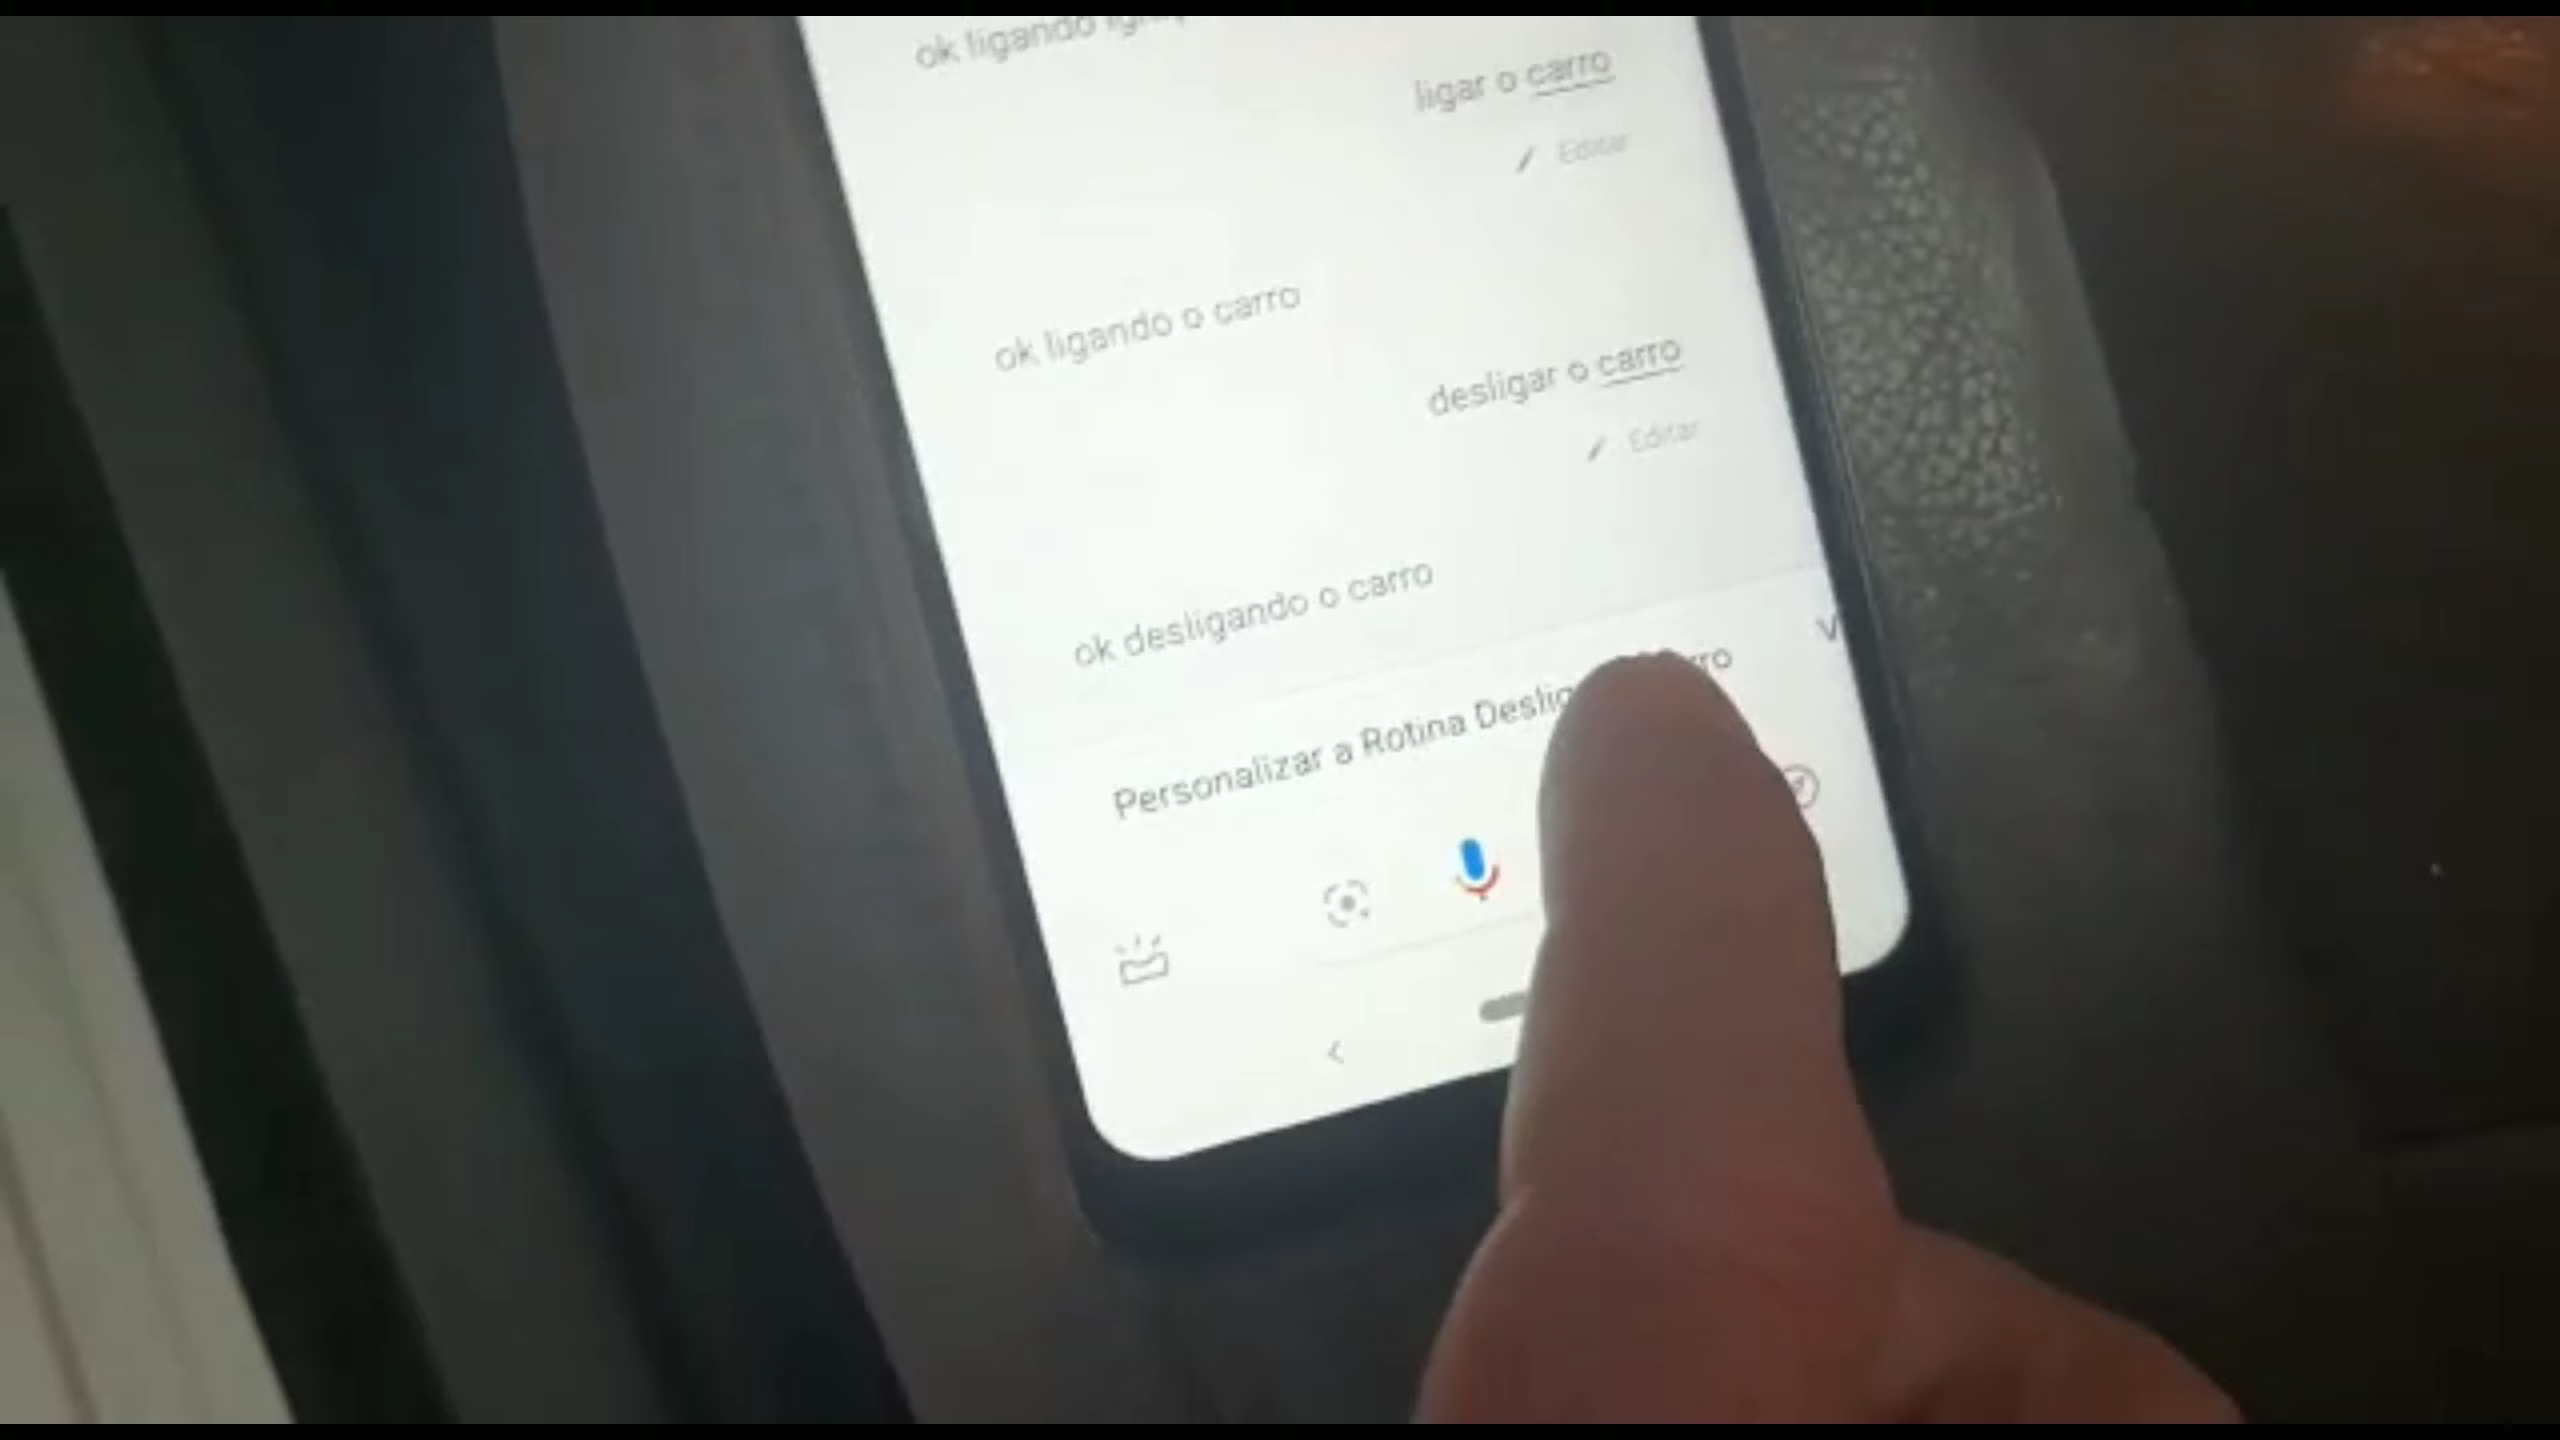 ok ligando
ligar o carro
Editar
ok ligando o carro
desligar o carro
Editar
ok desligando o carro
Personalizar a Rotina